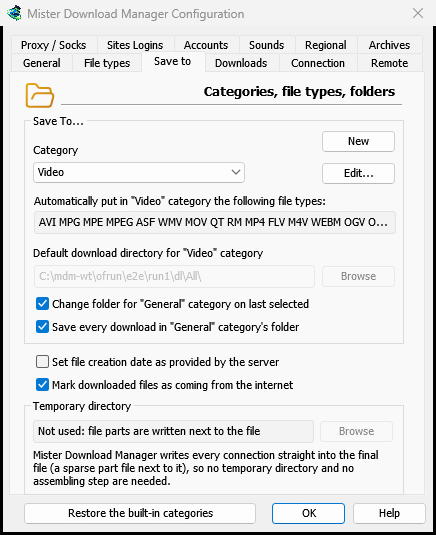 Mister Download Manager Configuration
Proxy / Socks Sites Logins Accounts Sounds Regional Archives
General File types Save to Downloads Connection Remote
Categories, file types, folders
Save To...
New
Category
Video
Edit...
Automatically put in "Video" category the following file types:
AVI MPG MPE MPEG ASF WMV MOV QT RM MP4 FLV M4V WEBM OGV O...
Default download directory for "Video" category
C:\mdm-wt\ofrun\e2e\run1\dl\All\ Browse
Change folder for "General" category on last selected
Save every download in "General" category's folder
Set file creation date as provided by the server
Mark downloaded files as coming from the internet
Temporary directory
Not used: file parts are written next to the file Browse
Mister Download Manager writes every connection straight into the final
file (a sparse part file next to it), so no temporary directory and no
assembling step are needed.
Restore the built-in categories OK Help